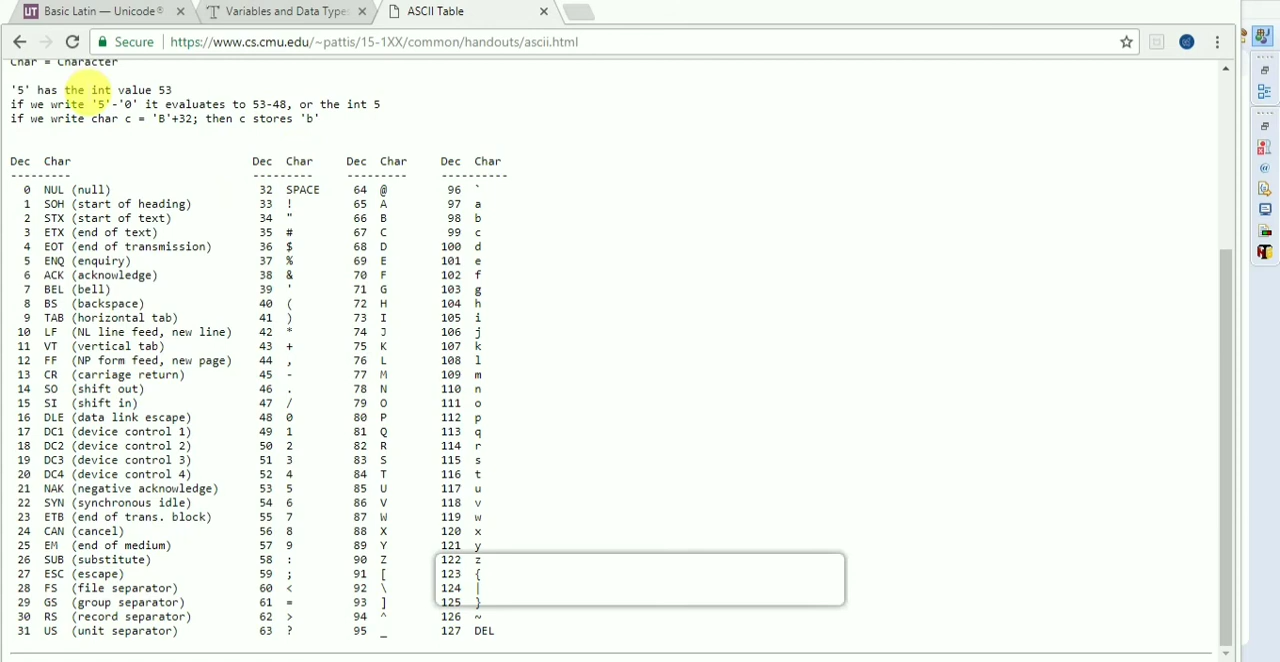 Basic Latin — Unicode®
Variables and Data Types
ASCII Table
Secure
https://www.cs.cmu.edu/~pattis/15-1XX/common/handouts/ascii.html
Char = Character
'5' has the int value 53
if we write '5'-'0' it evaluates to 53-48, or the int 5
if we write char c = 'B'+32; then c stores 'b'
Dec Char Dec Char Dec Char Dec Char
--------- --------- --------- ----------
0 NUL (null) 32 SPACE 64 @ 96 `
1 SOH (start of heading) 33 ! 65 A 97 a
2 STX (start of text) 34 " 66 B 98 b
3 ETX (end of text) 35 # 67 C 99 c
4 EOT (end of transmission) 36 $ 68 D 100 d
5 ENQ (enquiry) 37 % 69 E 101 e
6 ACK (acknowledge) 38 & 70 F 102 f
7 BEL (bell) 39 ' 71 G 103 g
8 BS (backspace) 40 ( 72 H 104 h
9 TAB (horizontal tab) 41 ) 73 I 105 i
10 LF (NL line feed, new line) 42 * 74 J 106 j
11 VT (vertical tab) 43 + 75 K 107 k
12 FF (NP form feed, new page) 44 , 76 L 108 l
13 CR (carriage return) 45 - 77 M 109 m
14 SO (shift out) 46 . 78 N 110 n
15 SI (shift in) 47 / 79 O 111 o
16 DLE (data link escape) 48 0 80 P 112 p
17 DC1 (device control 1) 49 1 81 Q 113 q
18 DC2 (device control 2) 50 2 82 R 114 r
19 DC3 (device control 3) 51 3 83 S 115 s
20 DC4 (device control 4) 52 4 84 T 116 t
21 NAK (negative acknowledge) 53 5 85 U 117 u
22 SYN (synchronous idle) 54 6 86 V 118 v
23 ETB (end of trans. block) 55 7 87 W 119 w
24 CAN (cancel) 56 8 88 X 120 x
25 EM (end of medium) 57 9 89 Y 121 y
26 SUB (substitute) 58 : 90 Z 122 z
27 ESC (escape) 59 ; 91 [ 123 {
28 FS (file separator) 60 < 92 \ 124 |
29 GS (group separator) 61 = 93 ] 125 }
30 RS (record separator) 62 > 94 ^ 126 ~
31 US (unit separator) 63 ? 95 _ 127 DEL